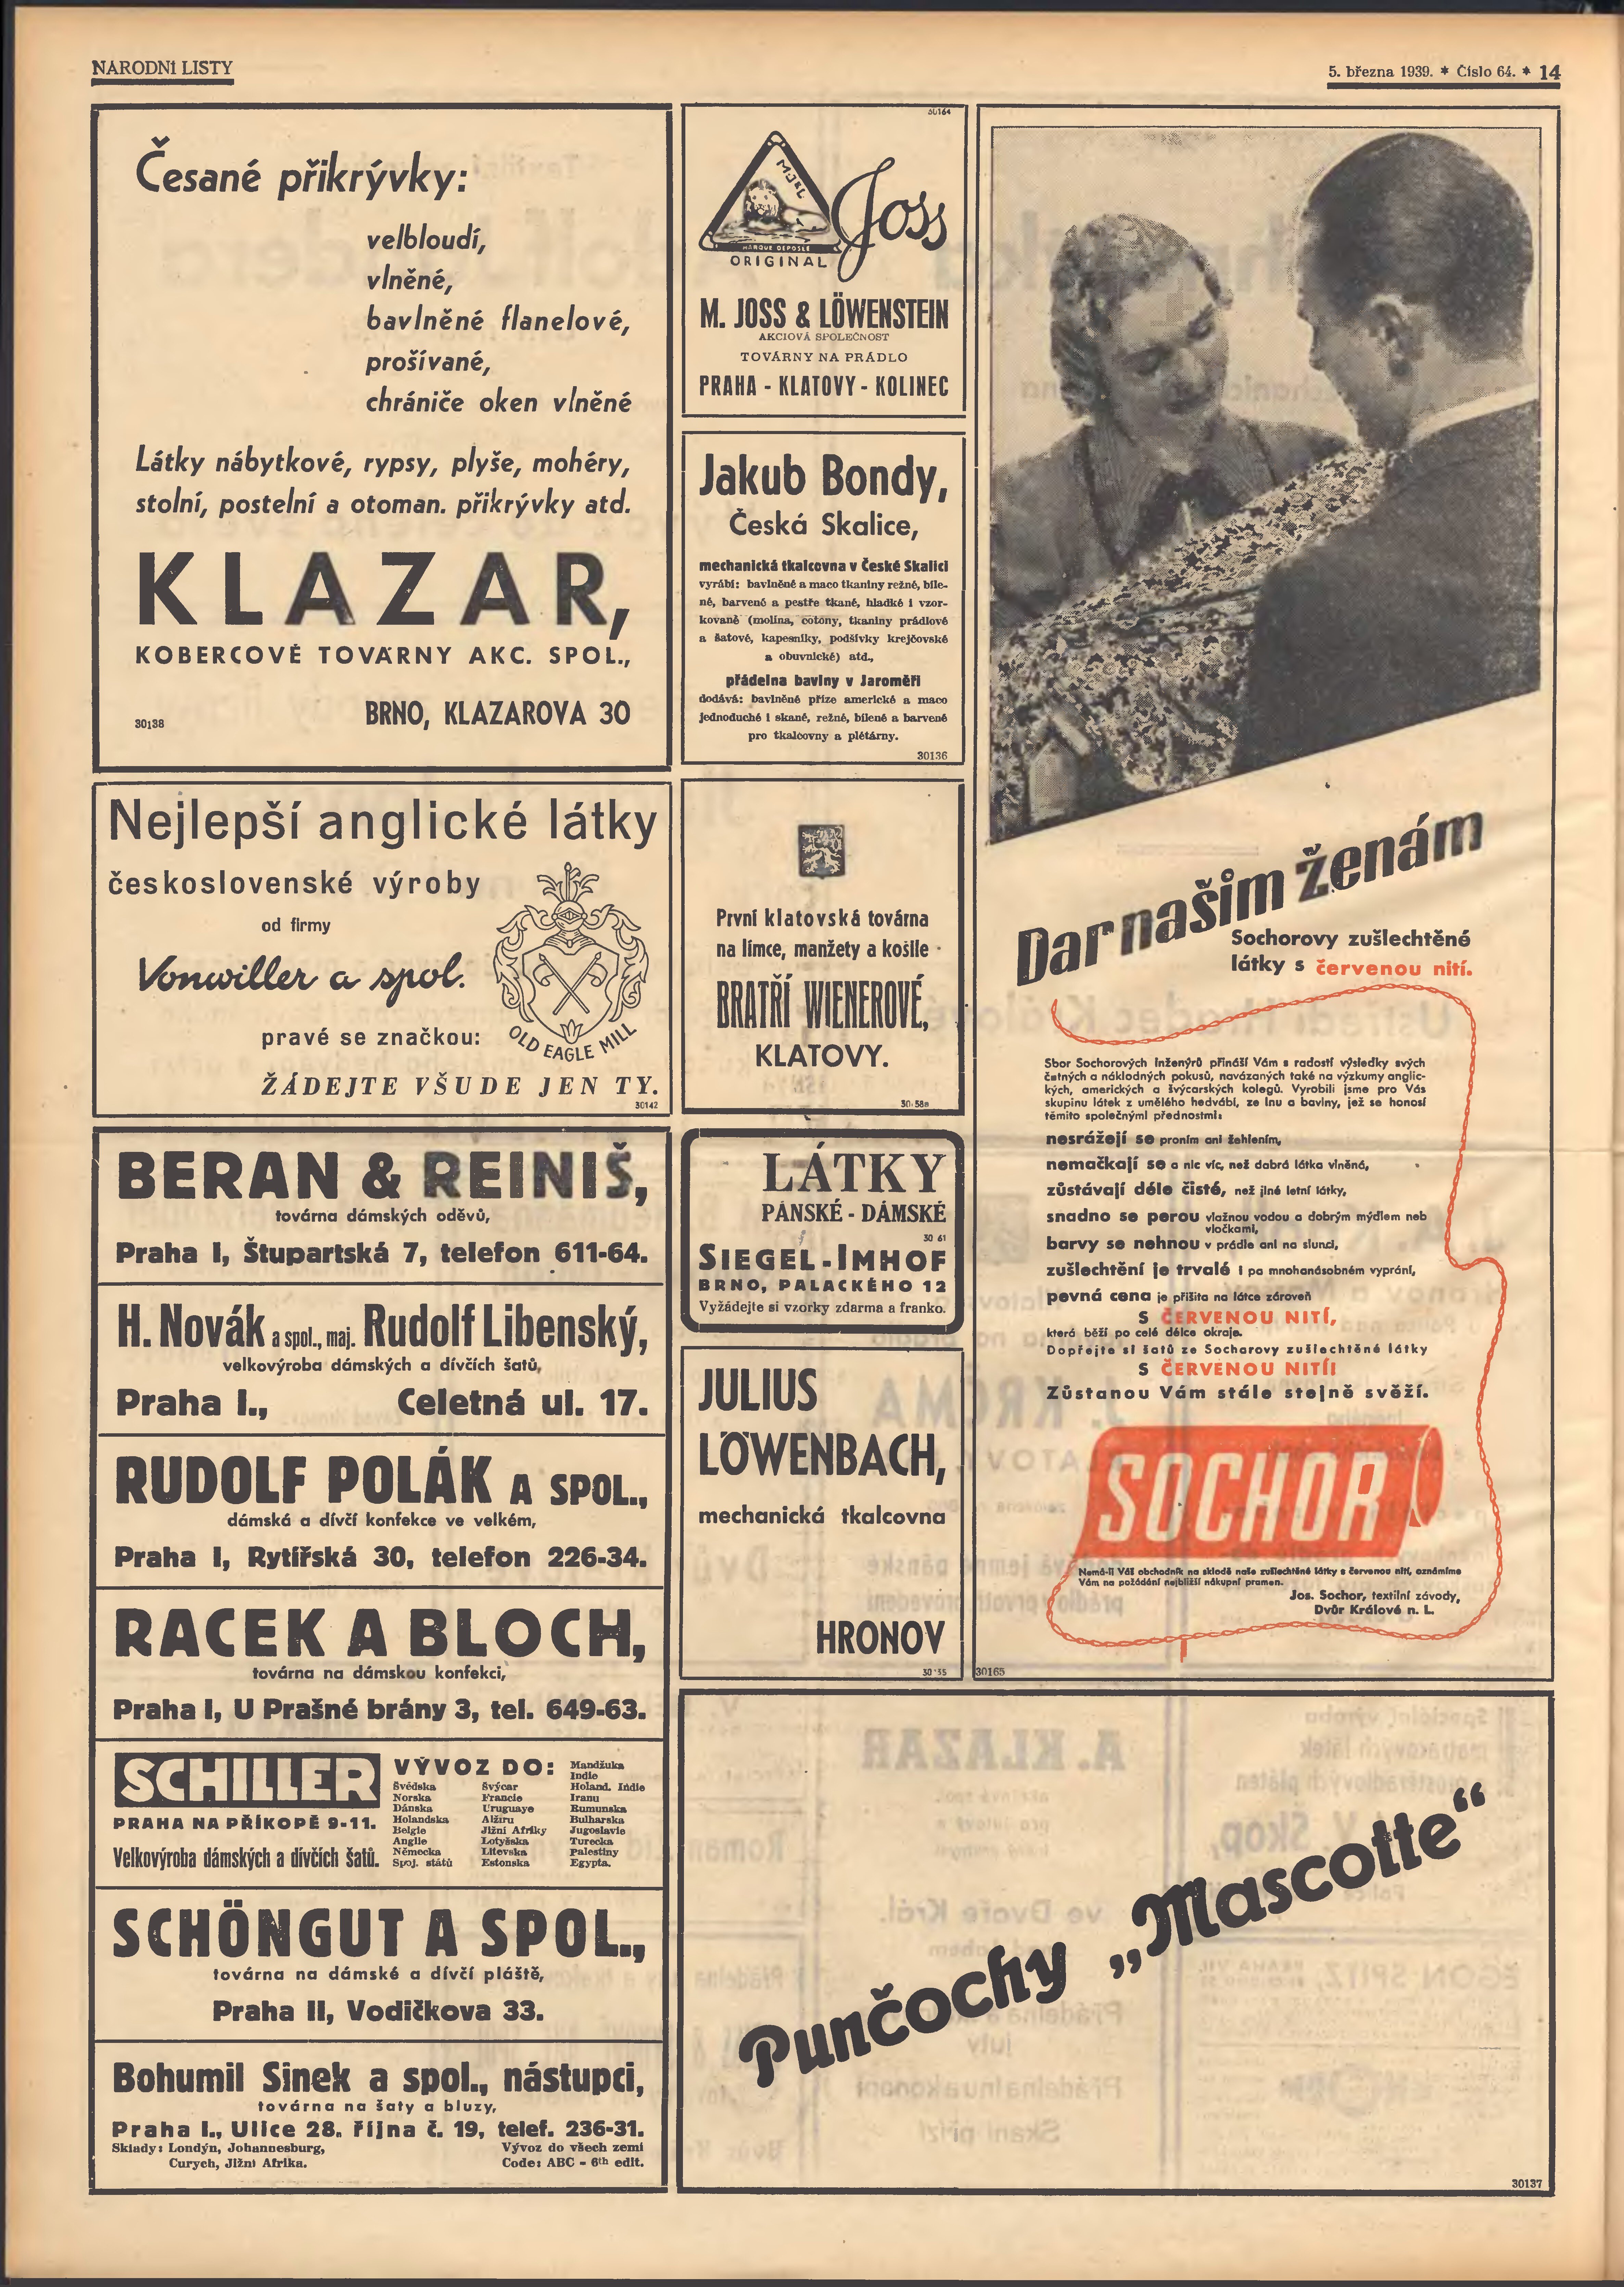 NÁRODNÍ LISTY
5. března 1939. * Číslo 64. * 14
Česané přikrývky:
velbloudí,
vlněné,
bavlněné flanelové,
prošívané,
chrániče oken vlněné
Látky nábytkové, rypsy, plyše, mohéry,
stolní, postelní a otoman. přikrývky atd.
KLAZAR,
KOBERCOVÉ TOVÁRNY AKC. SPOL.,
30138
BRNO, KLAZAROVA 30
Nejlepší anglické látky
československé výroby
od firmy
Vonwiller a spol.
pravé se značkou:
OLD EAGLE MILL
ŽÁDEJTE VŠUDE JEN TY.
30142
BERAN & REINIŠ,
továrna dámských oděvů,
Praha I, Štupartská 7, telefon 611-64.
H. Novák a spol., maj. Rudolf Libenský,
velkovýroba dámských a dívčích šatů,
Praha I., Celetná ul. 17.
RUDOLF POLÁK A SPOL.,
dámská a dívčí konfekce ve velkém,
Praha I, Rytířská 30, telefon 226-34.
RACEK A BLOCH,
továrna na dámskou konfekci,
Praha I, U Prašné brány 3, tel. 649-63.
SCHILLER
PRAHA NA PŘÍKOPĚ 9-11.
Velkovýroba dámských a dívčích šatů.
VÝVOZ DO:
Švédska
Norska
Dánska
Holandska
Belgie
Anglie
Německa
Spoj. států
Švýcar
Francie
Uruguaye
Alžíru
Jižní Afriky
Lotyšska
Litevska
Estonska
Mandžuka
Indie
Holand. Indie
Iranu
Rumunska
Bulharska
Jugoslavie
Turecka
Palestiny
Egypta.
SCHÖNGUT A SPOL.,
továrna na dámské a dívčí pláště,
Praha II, Vodičkova 33.
Bohumil Sinek a spol., nástupci,
továrna na šaty a bluzy,
Praha I., Ulice 28. října č. 19, telef. 236-31.
Sklady: Londýn, Johannesburg,
Curych, Jižní Afrika.
Vývoz do všech zemí
Code: ABC - 6th edit.
30164
M.J.&L.
MARQUE DEPOSÉE
ORIGINAL
Joss
M. JOSS & LÖWENSTEIN
AKCIOVÁ SPOLEČNOST
TOVÁRNY NA PRÁDLO
PRAHA - KLATOVY - KOLINEC
Jakub Bondy,
Česká Skalice,
mechanická tkalcovna v České Skalici
vyrábí: bavlněné a maco tkaniny režné, bíle-
né, barvené a pestře tkané, hladké i vzor-
kované (molina, cotony, tkaniny prádlové
a šatové, kapesníky, podšívky krejčovské
a obuvnické) atd.,
přádelna bavlny v Jaroměři
dodává: bavlněné příze americké a maco
jednoduché i skané, režné, bílené a barvené
pro tkalcovny a plétárny.
30136
První klatovská továrna
na límce, manžety a košile
BRATŘÍ WIENEROVÉ,
KLATOVY.
LÁTKY
PÁNSKÉ - DÁMSKÉ
30 61
SIEGEL-IMHOF
BRNO, PALACKÉHO 12
Vyžádejte si vzorky zdarma a franko.
JULIUS
LÖWENBACH,
mechanická tkalcovna
HRONOV
Dar našim ženám
Sochorovy zušlechtěné
látky s červenou nití.
Sbor Sochorových inženýrů přináší Vám s radostí výsledky svých
četných a nákladných pokusů, navázaných také na výzkumy anglic-
kých, amerických a švýcarských kolegů. Vyrobili jsme pro Vás
skupinu látek z umělého hedvábí, ze lnu a bavlny, jež se honosí
těmito společnými přednostmi:
nesrážejí se praním ani žehlením,
nemačkají se o nic víc, než dobrá látka vlněná,
zůstávají déle čisté, než jiné letní látky,
snadno se perou vlažnou vodou a dobrým mýdlem neb
vločkami,
barvy se nehnou v prádle ani na slunci,
zušlechtění je trvalé i po mnohanásobném vyprání,
pevná cena je přišita na látce zároveň
S ČERVENOU NITÍ,
která běží po celé délce okraje.
Dopřejte si šatů ze Sochorovy zušlechtěné látky
S ČERVENOU NITÍ!
Zůstanou Vám stále stejně svěží.
SOCHOR
Nemá-li Váš obchodník na skladě naše zušlechtěné látky s červenou nití, oznámíme
Vám na požádání nejbližší nákupní pramen.
Jos. Sochor, textilní závody,
Dvůr Králové n. L.
30165
Punčochy „Mascotte“
30137